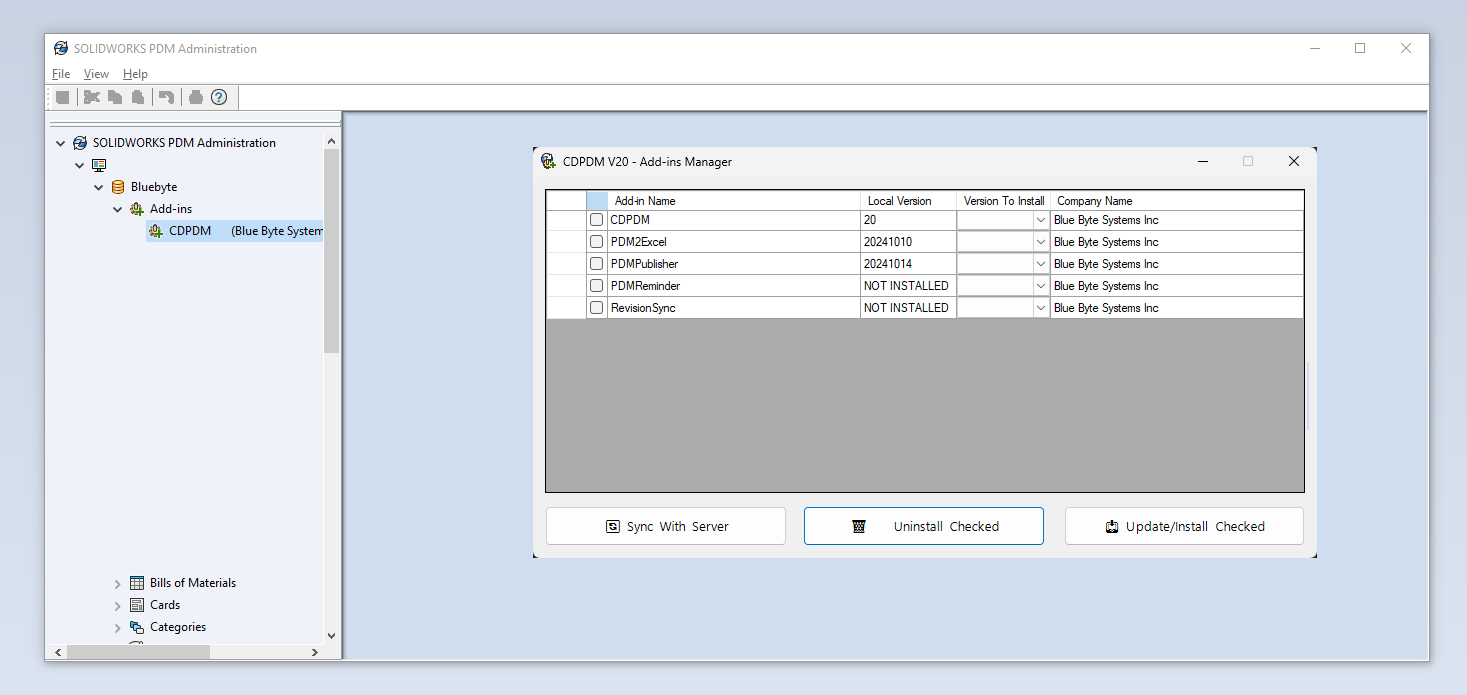 SOLIDWORKS PDM Administration
File View Help
SOLIDWORKS PDM Administration
Bluebyte
Add-ins
CDPDM (Blue Byte System
Bills of Materials
Cards
Categories
CDPDM V20 - Add-ins Manager
Add-in Name Local Version Version To Install Company Name
CDPDM 20 Blue Byte Systems Inc
PDM2Excel 20241010 Blue Byte Systems Inc
PDMPublisher 20241014 Blue Byte Systems Inc
PDMReminder NOT INSTALLED Blue Byte Systems Inc
RevisionSync NOT INSTALLED Blue Byte Systems Inc
Sync With Server Uninstall Checked Update/Install Checked